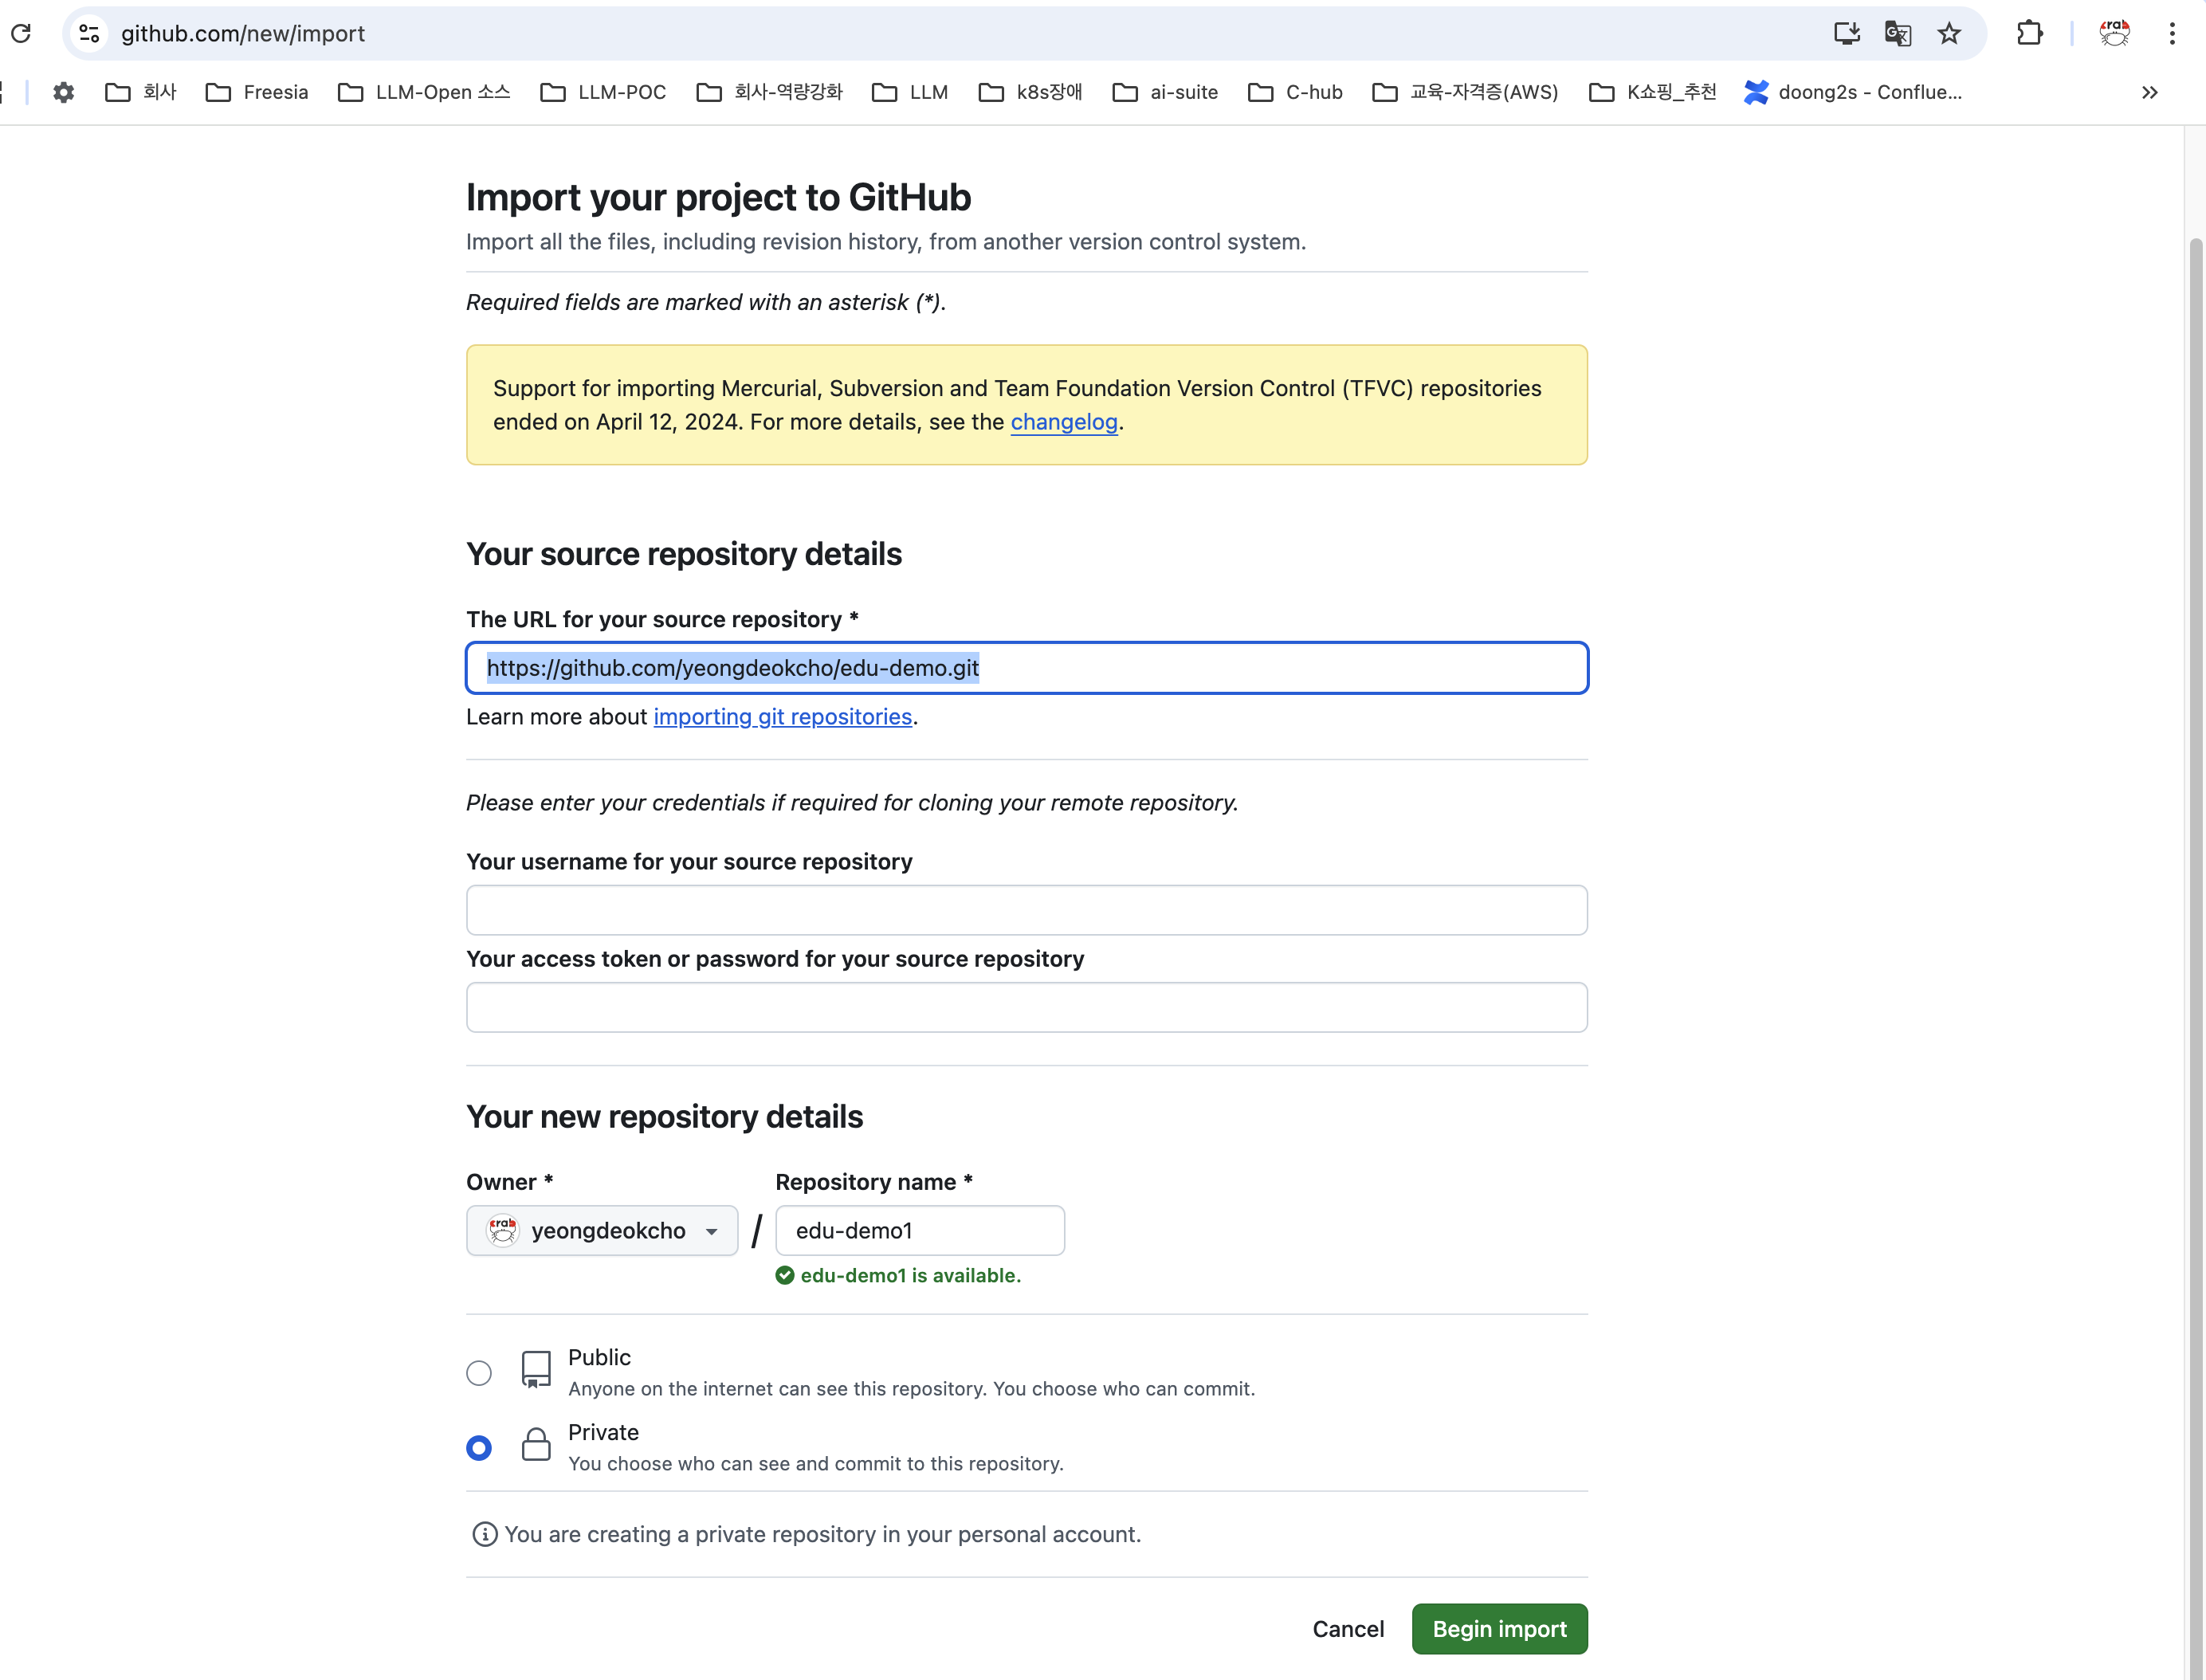 github.com/new/import
회사 Freesia LLM-Open 소스 LLM-POC 회사-역량강화 LLM k8s장애 ai-suite C-hub 교육-자격증(AWS) K쇼핑_추천 doong2s - Conflue...
Import your project to GitHub
Import all the files, including revision history, from another version control system.
Required fields are marked with an asterisk (*).
Support for importing Mercurial, Subversion and Team Foundation Version Control (TFVC) repositories
ended on April 12, 2024. For more details, see the changelog.
Your source repository details
The URL for your source repository *
https://github.com/yeongdeokcho/edu-demo.git
Learn more about importing git repositories.
Please enter your credentials if required for cloning your remote repository.
Your username for your source repository
Your access token or password for your source repository
Your new repository details
Owner * Repository name *
yeongdeokcho / edu-demo1
edu-demo1 is available.
Public
Anyone on the internet can see this repository. You choose who can commit.
Private
You choose who can see and commit to this repository.
You are creating a private repository in your personal account.
Cancel Begin import